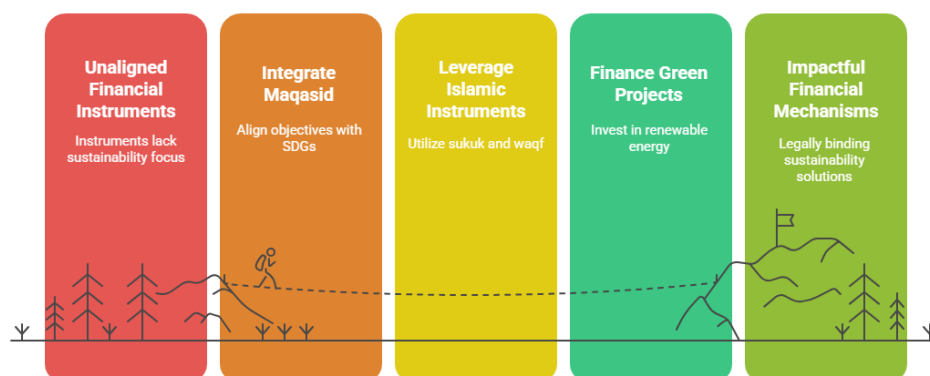 Unaligned
Financial
Instruments
Instruments lack
sustainability focus
Integrate
Maqasid
Align objectives with
SDGs
Leverage
Islamic
Instruments
Utilize sukuk and waqf
Finance Green
Projects
Invest in renewable
energy
Impactful
Financial
Mechanisms
Legally binding
sustainability
solutions